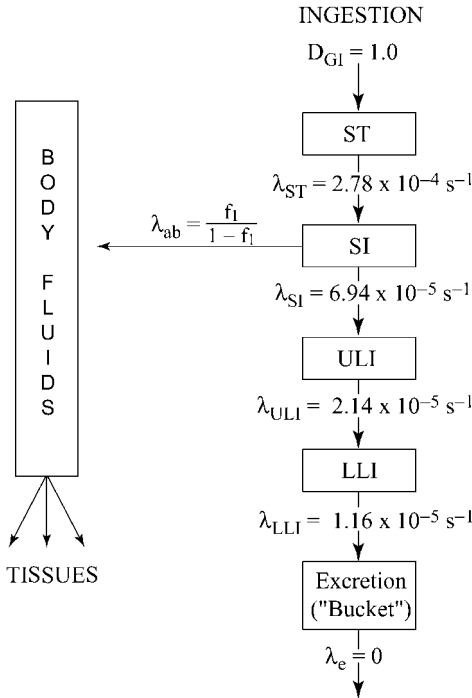 INGESTION
D_GI = 1.0
ST
λ_ST = 2.78 x 10⁻⁴ s⁻¹
λ_ab = f₁ / 1 – f₁
SI
λ_SI = 6.94 x 10⁻⁵ s⁻¹
ULI
λ_ULI = 2.14 x 10⁻⁵ s⁻¹
LLI
λ_LLI = 1.16 x 10⁻⁵ s⁻¹
Excretion
("Bucket")
λ_e = 0
BODY FLUIDS
TISSUES